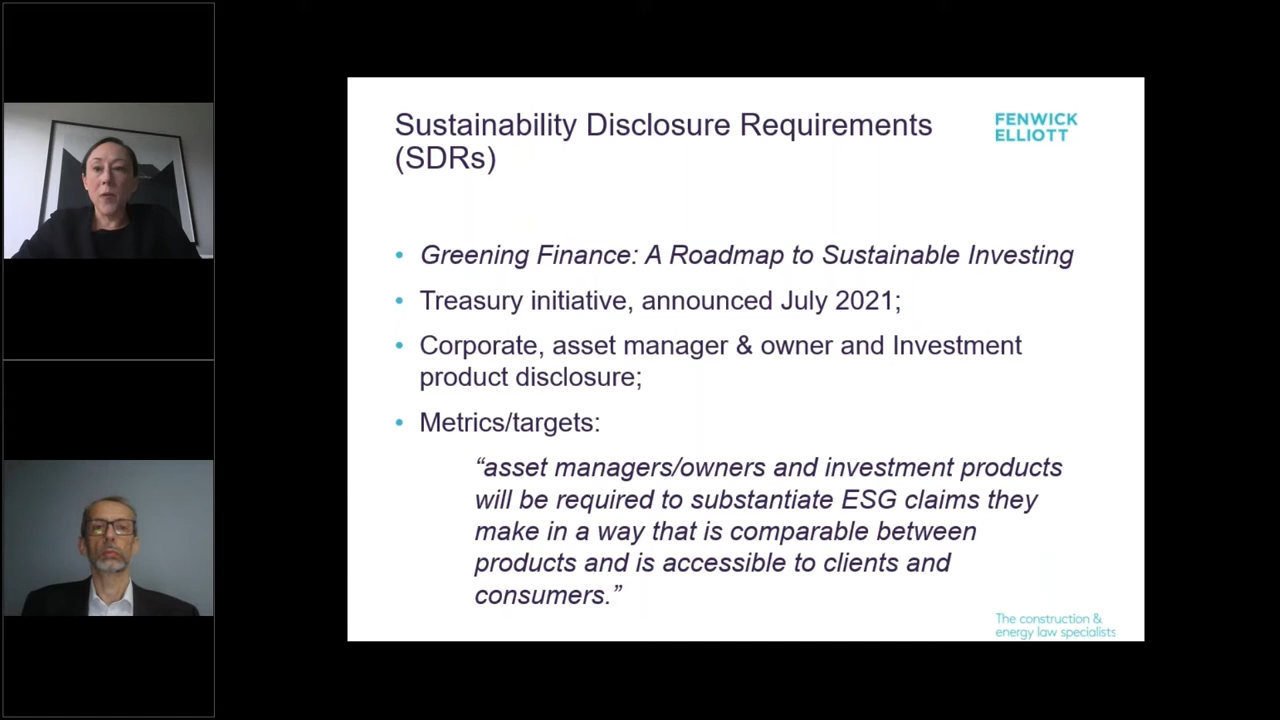 Sustainability Disclosure Requirements
(SDRs)
FENWICK
ELLIOTT
• Greening Finance: A Roadmap to Sustainable Investing
• Treasury initiative, announced July 2021;
• Corporate, asset manager & owner and Investment
product disclosure;
• Metrics/targets:
“asset managers/owners and investment products
will be required to substantiate ESG claims they
make in a way that is comparable between
products and is accessible to clients and
consumers.”
The construction &
energy law specialists